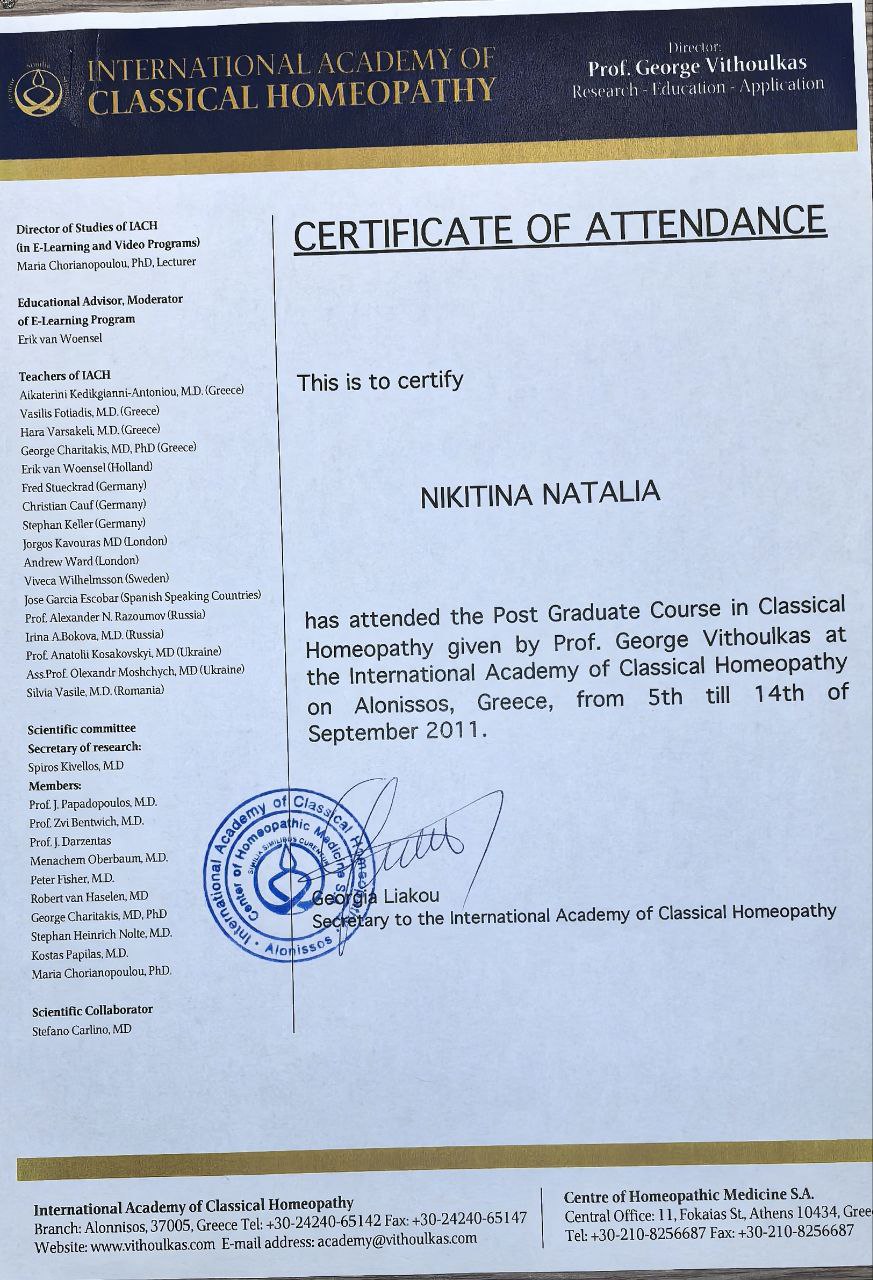 INTERNATIONAL ACADEMY OF
CLASSICAL HOMEOPATHY
Director:
Prof. George Vithoulkas
Research - Education - Application
Director of Studies of IACH
(in E-Learning and Video Programs)
Maria Chorianopoulou, PhD, Lecturer
Educational Advisor, Moderator
of E-Learning Program
Erik van Woensel
Teachers of IACH
Aikaterini Kedikgianni-Antoniou, M.D. (Greece)
Vasilis Fotiadis, M.D. (Greece)
Hara Varsakeli, M.D. (Greece)
George Charitakis, MD, PhD (Greece)
Erik van Woensel (Holland)
Fred Stueckrad (Germany)
Christian Cauf (Germany)
Stephan Keller (Germany)
Jorgos Kavouras MD (London)
Andrew Ward (London)
Viveca Wilhelmsson (Sweden)
Jose Garcia Escobar (Spanish Speaking Countries)
Prof. Alexander N. Razoumov (Russia)
Irina A.Bokova, M.D. (Russia)
Prof. Anatolii Kosakovskyi, MD (Ukraine)
Ass.Prof. Olexandr Moshchych, MD (Ukraine)
Silvia Vasile, M.D. (Romania)
Scientific committee
Secretary of research:
Spiros Kivellos, M.D
Members:
Prof. J. Papadopoulos, M.D.
Prof. Zvi Bentwich, M.D.
Prof. J. Darzentas
Menachem Oberbaum, M.D.
Peter Fisher, M.D.
Robert van Haselen, MD
George Charitakis, MD, PhD
Stephan Heinrich Nolte, M.D.
Kostas Papilas, M.D.
Maria Chorianopoulou, PhD.
Scientific Collaborator
Stefano Carlino, MD
CERTIFICATE OF ATTENDANCE
This is to certify
NIKITINA NATALIA
has attended the Post Graduate Course in Classical
Homeopathy given by Prof. George Vithoulkas at
the International Academy of Classical Homeopathy
on Alonissos, Greece, from 5th till 14th of
September 2011.
International Academy of Classical Homeopathy · Alonissos ·
Center of Homeopathic Medicine S.A.
SIMILIA SIMILIBUS CURENTUR
Georgia Liakou
Secretary to the International Academy of Classical Homeopathy
International Academy of Classical Homeopathy
Branch: Alonnisos, 37005, Greece Tel: +30-24240-65142 Fax: +30-24240-65147
Website: www.vithoulkas.com E-mail address: academy@vithoulkas.com
Centre of Homeopathic Medicine S.A.
Central Office: 11, Fokaias St., Athens 10434, Gree
Tel: +30-210-8256687 Fax: +30-210-8256687